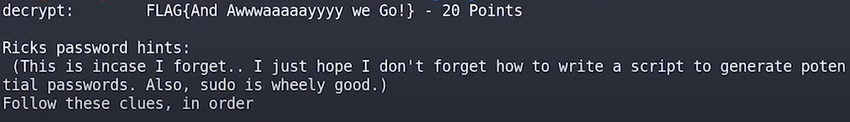 decrypt:        FLAG{And Awwwaaaaayyyy we Go!} - 20 Points
Ricks password hints:
 (This is incase I forget.. I just hope I don't forget how to write a script to generate poten
tial passwords. Also, sudo is wheely good.)
Follow these clues, in order